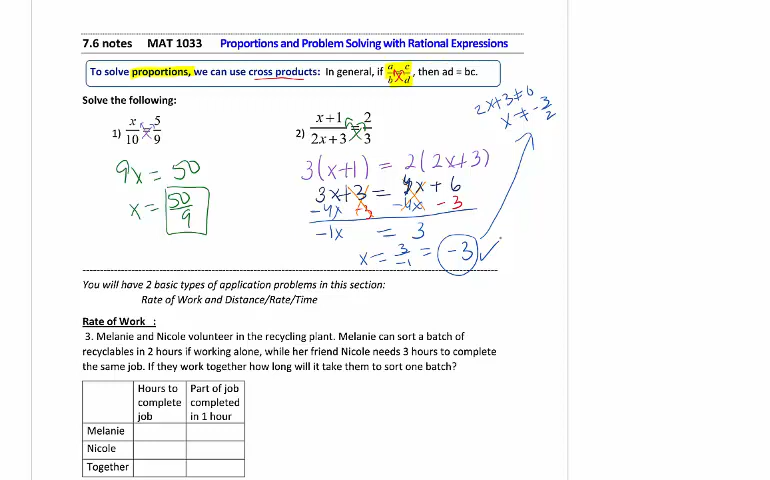 7.6 notes MAT 1033 Proportions and Problem Solving with Rational Expressions
To solve proportions, we can use cross products: In general, if a/b = c/d, then ad = bc.
Solve the following:
1) x/10 = 5/9
9x = 50
x = 50/9
2) x+1/2x+3 = 2/3
3(x+1) = 2(2x+3)
3x+3 = 4x+6
-4x -3 -4x -3
-1x = 3
x = 3/-1 = -3 ✓
2x+3≠0
x ≠ -3/2
You will have 2 basic types of application problems in this section:
Rate of Work and Distance/Rate/Time
Rate of Work :
3. Melanie and Nicole volunteer in the recycling plant. Melanie can sort a batch of
recyclables in 2 hours if working alone, while her friend Nicole needs 3 hours to complete
the same job. If they work together how long will it take them to sort one batch?
Hours to complete job Part of job completed in 1 hour
Melanie
Nicole
Together